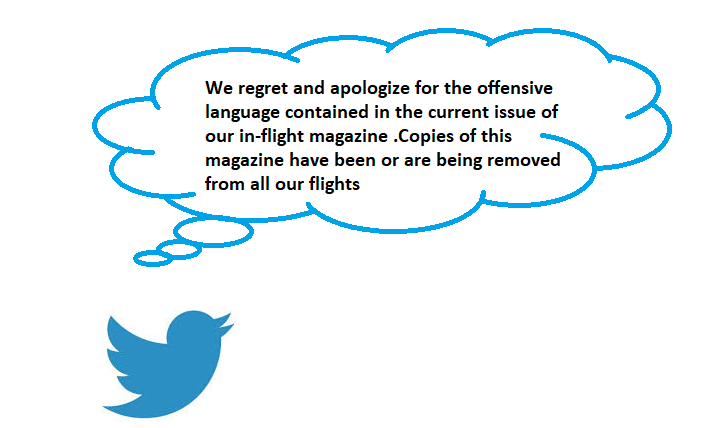 We regret and apologize for the offensive
language contained in the current issue of
our in-flight magazine .Copies of this
magazine have been or are being removed
from all our flights